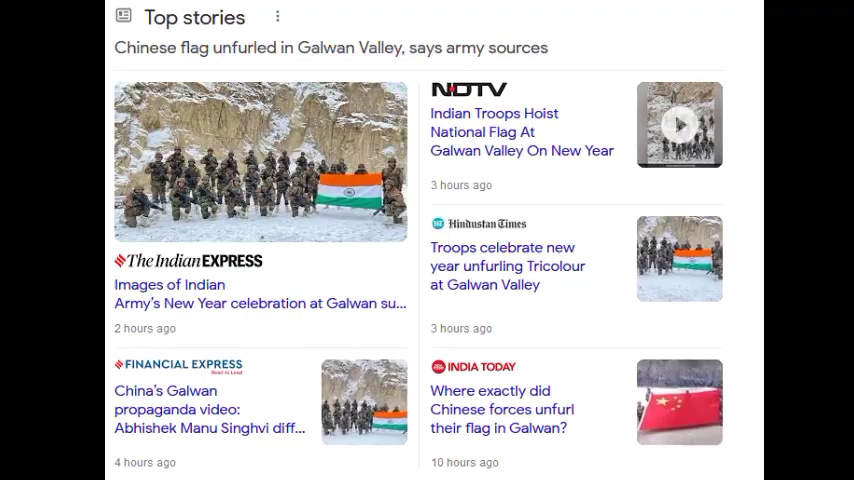 Top stories
Chinese flag unfurled in Galwan Valley, says army sources
The Indian EXPRESS
Images of Indian
Army's New Year celebration at Galwan su...
2 hours ago
NDTV
Indian Troops Hoist
National Flag At
Galwan Valley On New Year
3 hours ago
HT Hindustan Times
Troops celebrate new
year unfurling Tricolour
at Galwan Valley
3 hours ago
FINANCIAL EXPRESS
Read to Lead
China's Galwan
propaganda video:
Abhishek Manu Singhvi diff...
4 hours ago
INDIA TODAY
Where exactly did
Chinese forces unfurl
their flag in Galwan?
10 hours ago